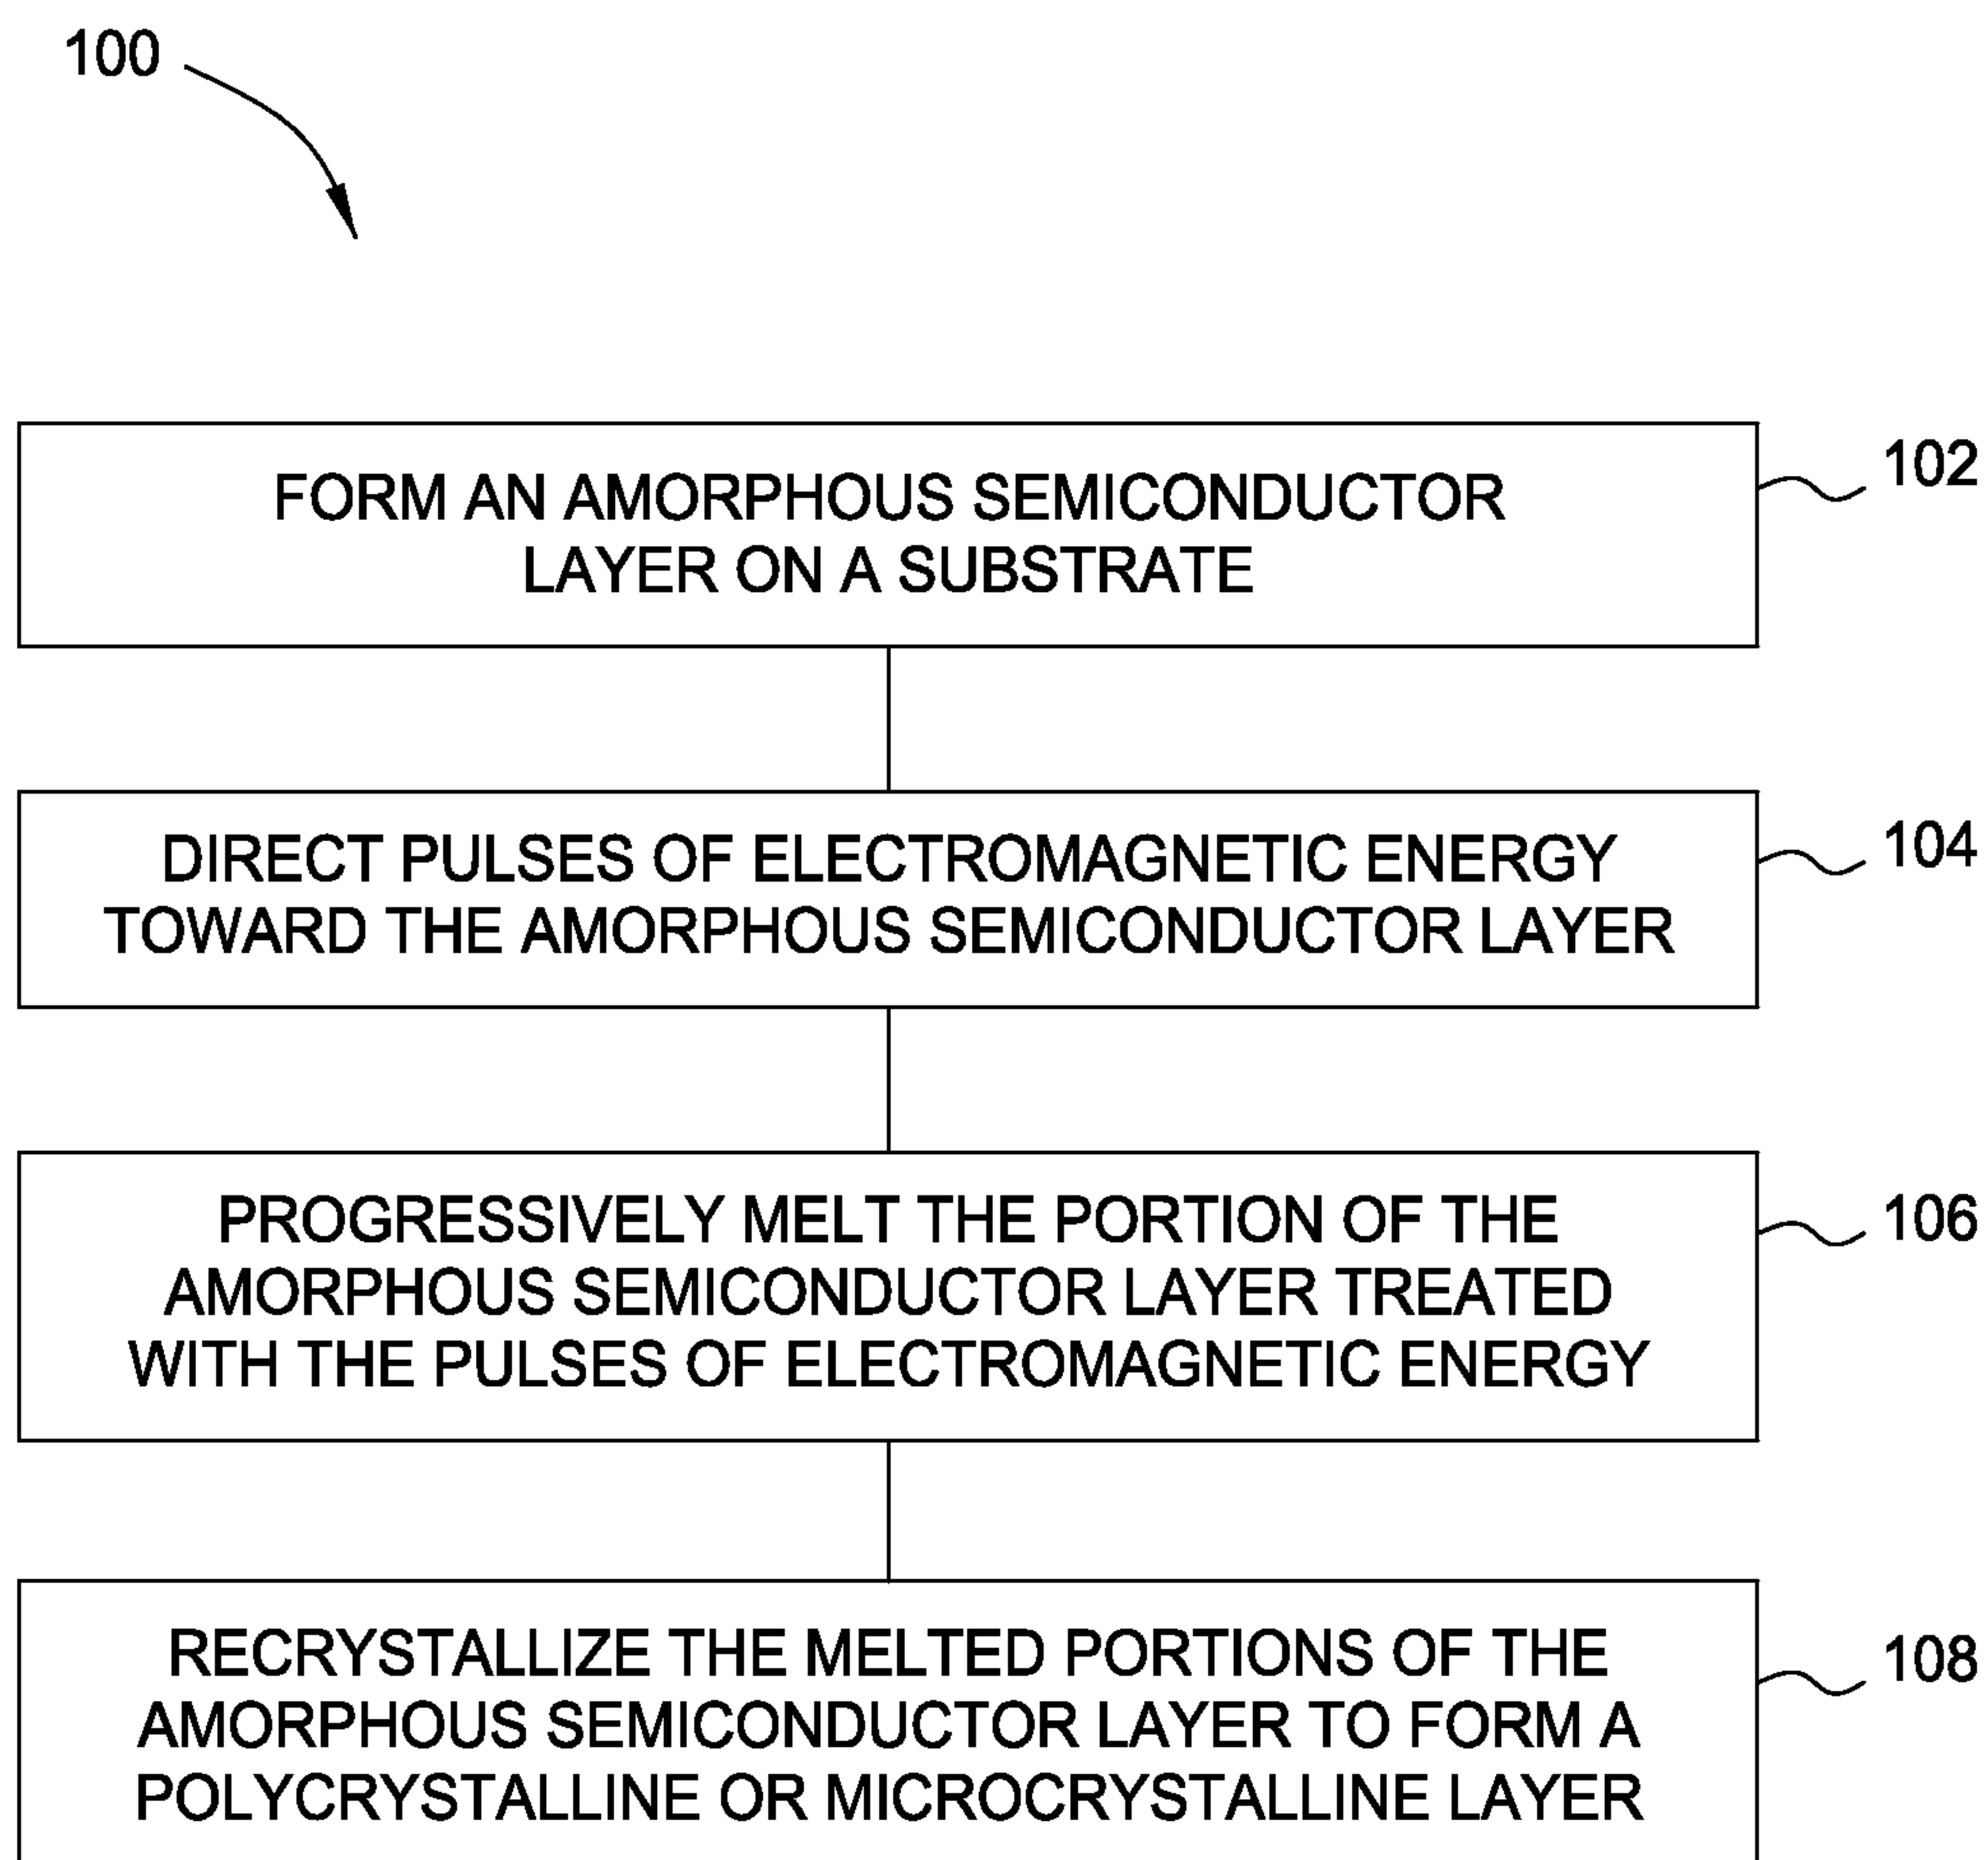 100
FORM AN AMORPHOUS SEMICONDUCTOR
LAYER ON A SUBSTRATE
102
DIRECT PULSES OF ELECTROMAGNETIC ENERGY
TOWARD THE AMORPHOUS SEMICONDUCTOR LAYER
104
PROGRESSIVELY MELT THE PORTION OF THE
AMORPHOUS SEMICONDUCTOR LAYER TREATED
WITH THE PULSES OF ELECTROMAGNETIC ENERGY
106
RECRYSTALLIZE THE MELTED PORTIONS OF THE
AMORPHOUS SEMICONDUCTOR LAYER TO FORM A
POLYCRYSTALLINE OR MICROCRYSTALLINE LAYER
108